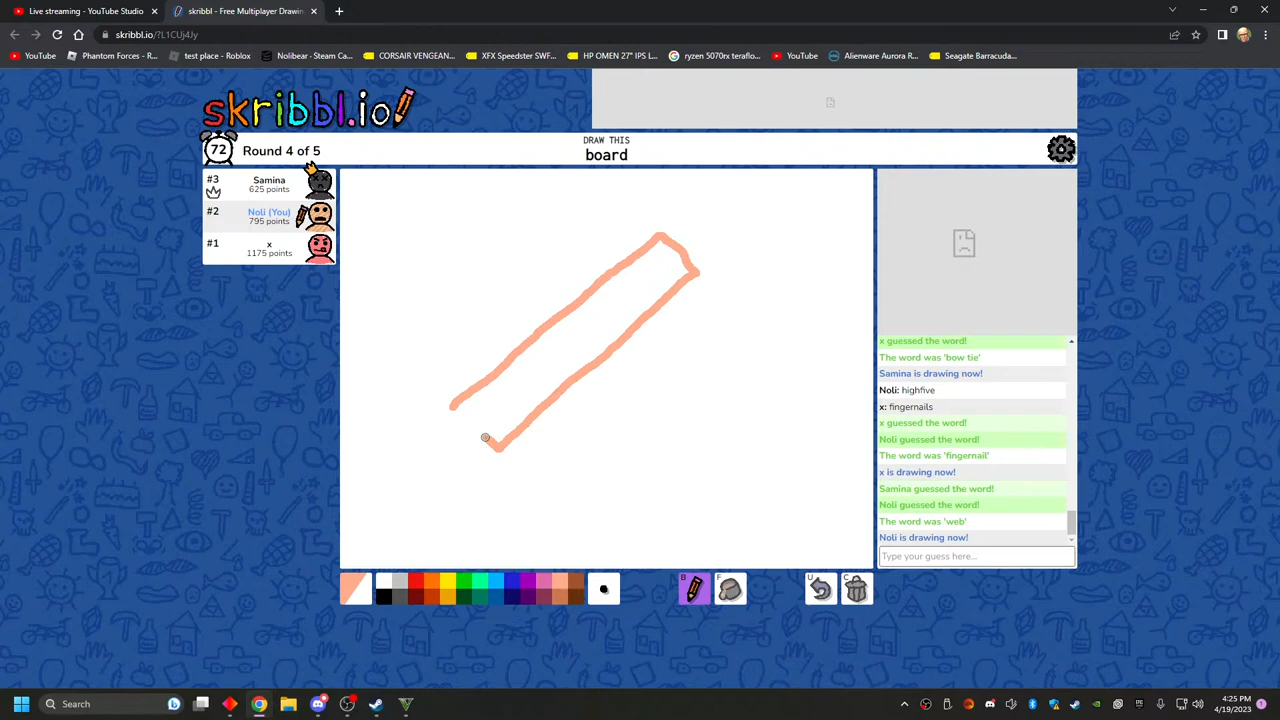 Live streaming - YouTube Studio
skribbl - Free Multiplayer Drawin
skribbl.io/?L1CUj4Jy
YouTube
Phantom Forces - R...
test place - Roblox
Nolibear - Steam Ca...
CORSAIR VENGEAN...
XFX Speedster SWF...
HP OMEN 27" IPS L...
ryzen 5070rx teraflo...
YouTube
Alienware Aurora R...
Seagate Barracuda...
skribbl.io
72
Round 4 of 5
DRAW THIS
board
#3
Samina
625 points
#2
Noli (You)
795 points
#1
x
1175 points
x guessed the word!
The word was 'bow tie'
Samina is drawing now!
Noli: highfive
x: fingernails
x guessed the word!
Noli guessed the word!
The word was 'fingernail'
x is drawing now!
Samina guessed the word!
Noli guessed the word!
The word was 'web'
Noli is drawing now!
Type your guess here...
B
F
U
C
Search
4:25 PM
4/19/2023
1